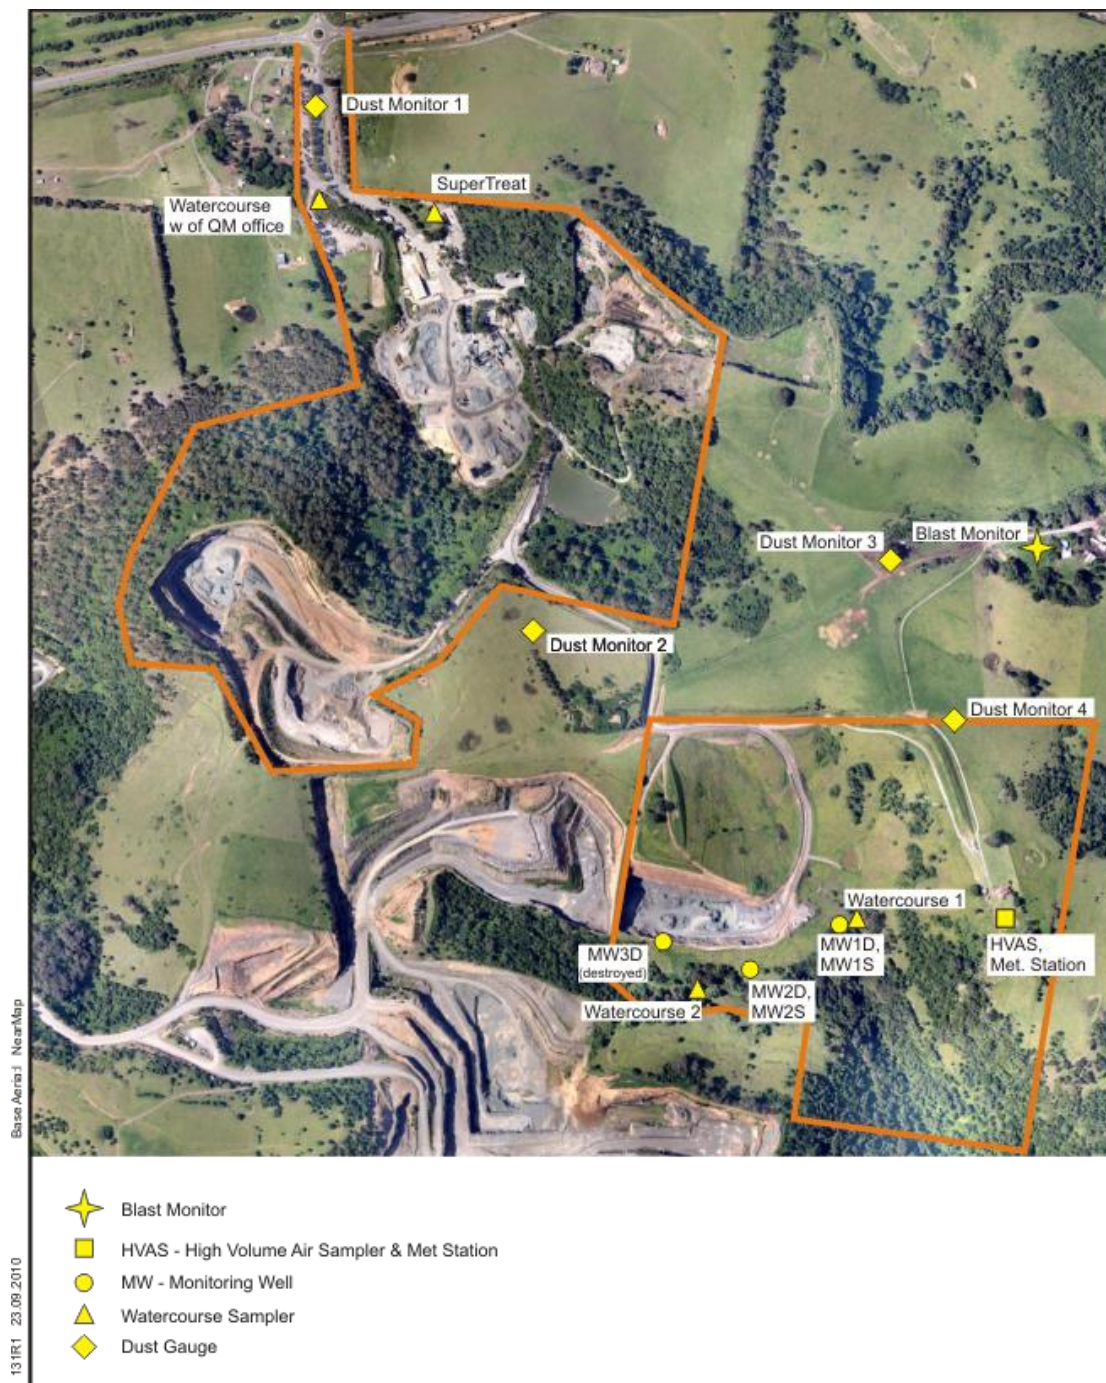 Dust Monitor 1
SuperTreat
Watercourse
w of QM office
Blast Monitor
Dust Monitor 3
Dust Monitor 2
Dust Monitor 4
Watercourse 1
MW3D
(destroyed)
MW1D,
MW1S
HVAS,
Met. Station
MW2D,
MW2S
Watercourse 2
Base Aerial NearMap
131R1 23.09.2010
Blast Monitor
HVAS - High Volume Air Sampler & Met Station
MW - Monitoring Well
Watercourse Sampler
Dust Gauge